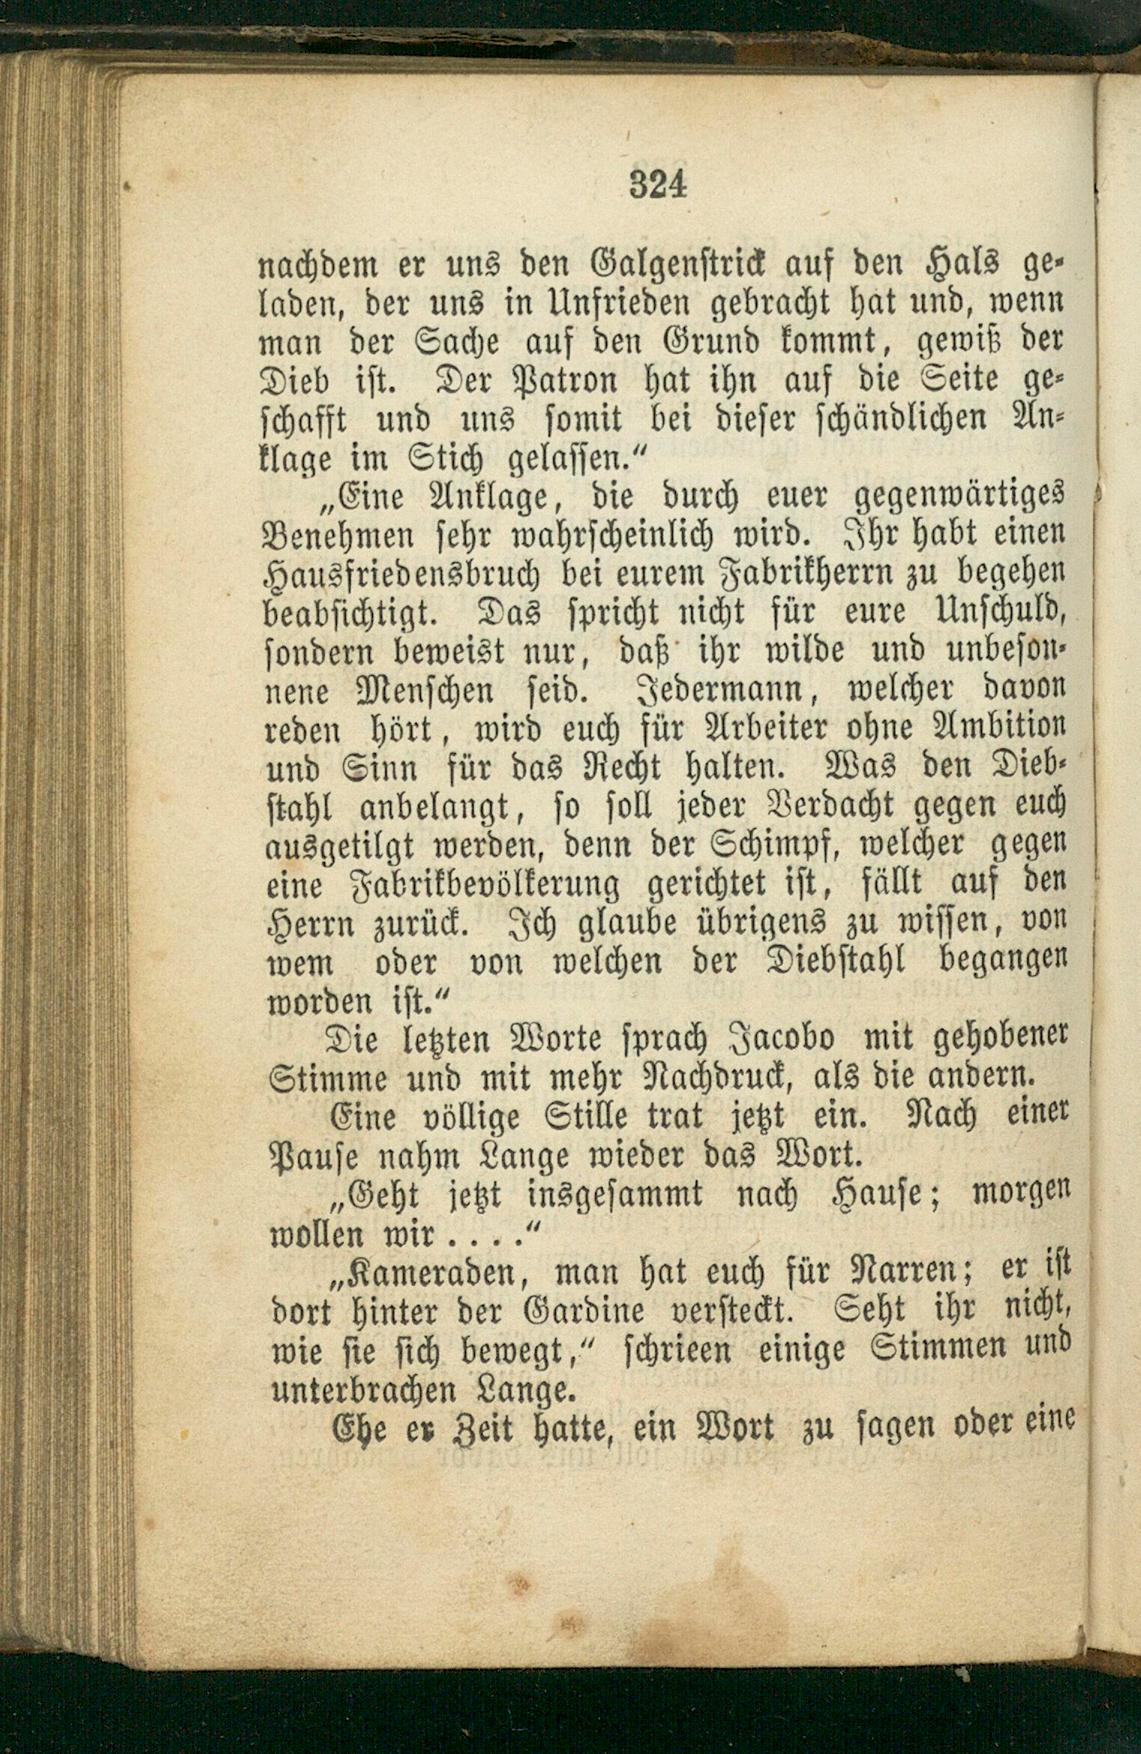 324
nachdem er uns den Galgenstrick auf den Hals ge-
laden, der uns in Unfrieden gebracht hat und, wenn
man der Sache auf den Grund kommt, gewiß der
Dieb ist. Der Patron hat ihn auf die Seite ge-
schafft und uns somit bei dieser schändlichen An-
klage im Stich gelassen.“
„Eine Anklage, die durch euer gegenwärtiges
Benehmen sehr wahrscheinlich wird. Ihr habt einen
Hausfriedensbruch bei eurem Fabrikherrn zu begehen
beabsichtigt. Das spricht nicht für eure Unschuld,
sondern beweist nur, daß ihr wilde und unbeson-
nene Menschen seid. Jedermann, welcher davon
reden hört, wird euch für Arbeiter ohne Ambition
und Sinn für das Recht halten. Was den Dieb-
stahl anbelangt, so soll jeder Verdacht gegen euch
ausgetilgt werden, denn der Schimpf, welcher gegen
eine Fabrikbevölkerung gerichtet ist, fällt auf den
Herrn zurück. Ich glaube übrigens zu wissen, von
wem oder von welchen der Diebstahl begangen
worden ist.“
Die letzten Worte sprach Jacobo mit gehobener
Stimme und mit mehr Nachdruck, als die andern.
Eine völlige Stille trat jetzt ein. Nach einer
Pause nahm Lange wieder das Wort.
„Geht jetzt insgesammt nach Hause; morgen
wollen wir . . . .“
„Kameraden, man hat euch für Narren; er ist
dort hinter der Gardine versteckt. Seht ihr nicht,
wie sie sich bewegt,“ schrieen einige Stimmen und
unterbrachen Lange.
Ehe er Zeit hatte, ein Wort zu sagen oder eine